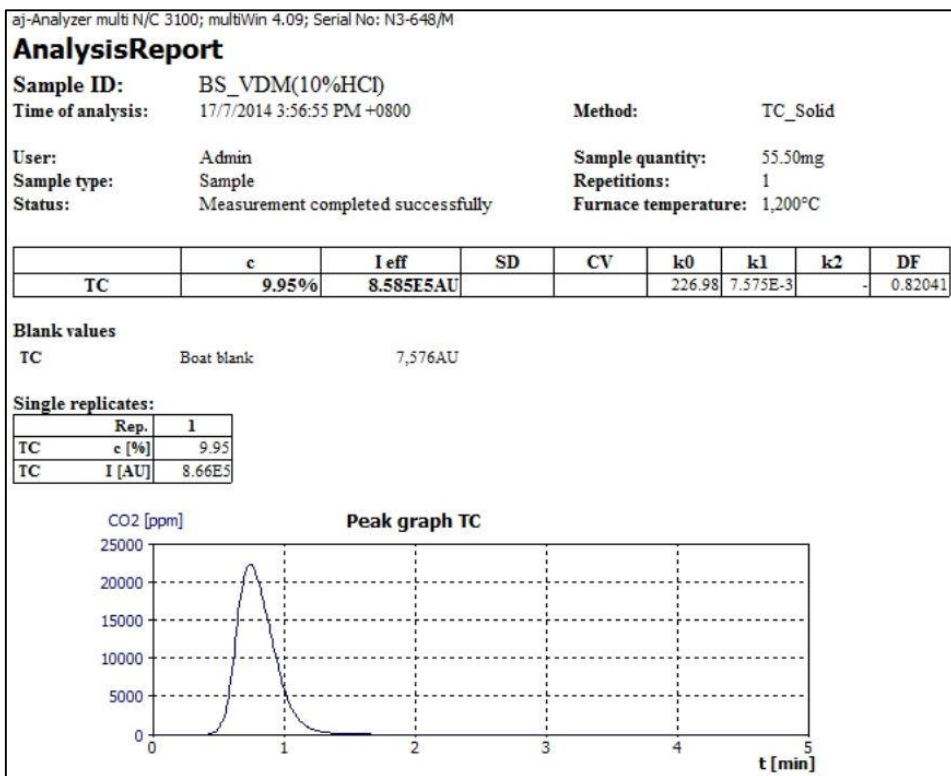 aj-Analyzer multi N/C 3100; multiWin 4.09; Serial No: N3-648/M
AnalysisReport
Sample ID: BS_VDM(10%HCl)
Time of analysis: 17/7/2014 3:56:55 PM +0800 Method: TC_Solid
User: Admin Sample quantity: 55.50mg
Sample type: Sample Repetitions: 1
Status: Measurement completed successfully Furnace temperature: 1,200°C
c I eff SD CV k0 k1 k2 DF
TC 9.95% 8.585E5AU 226.98 7.575E-3 - 0.82041
Blank values
TC Boat blank 7,576AU
Single replicates:
Rep. 1
TC c [%] 9.95
TC I [AU] 8.66E5
CO2 [ppm] Peak graph TC
25000
20000
15000
10000
5000
0
0 1 2 3 4 5
t [min]